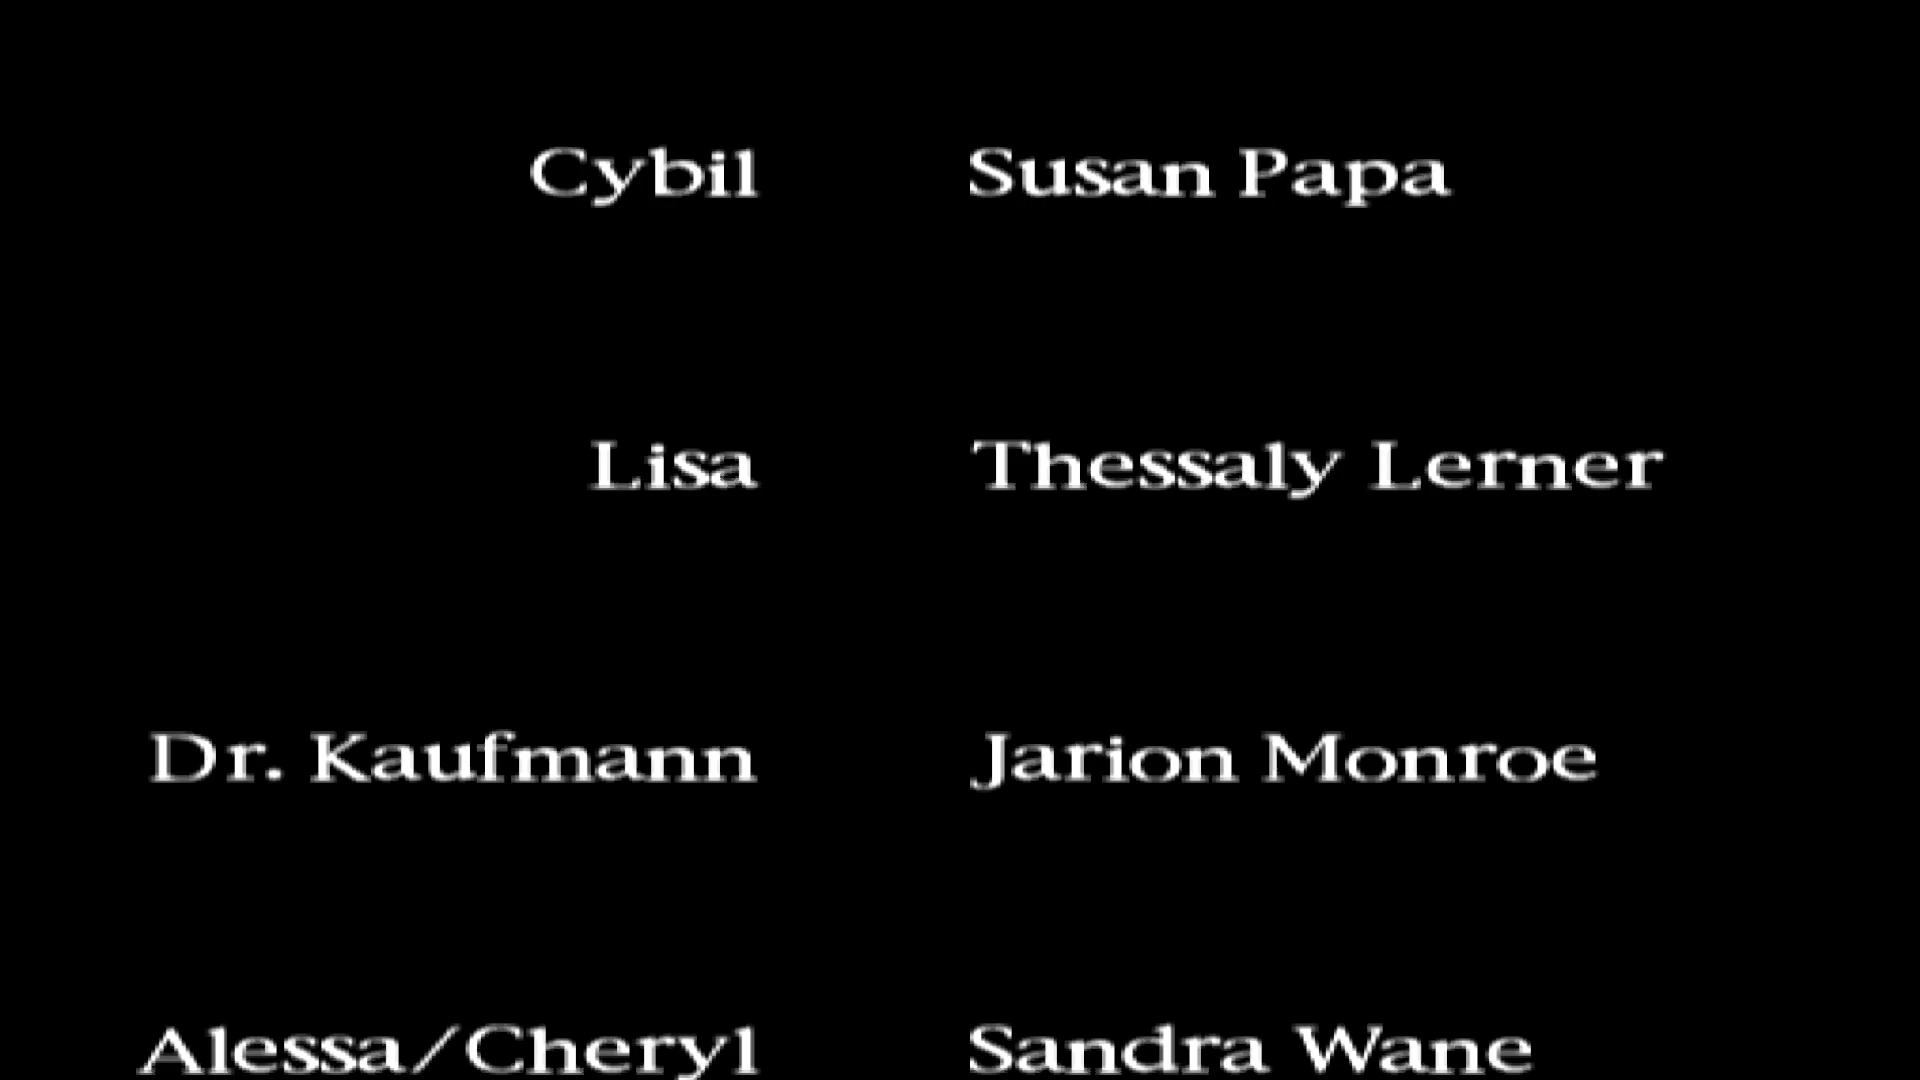 Cybil Susan Papa
Lisa Thessaly Lerner
Dr. Kaufmann Jarion Monroe
Alessa/Cheryl Sandra Wane